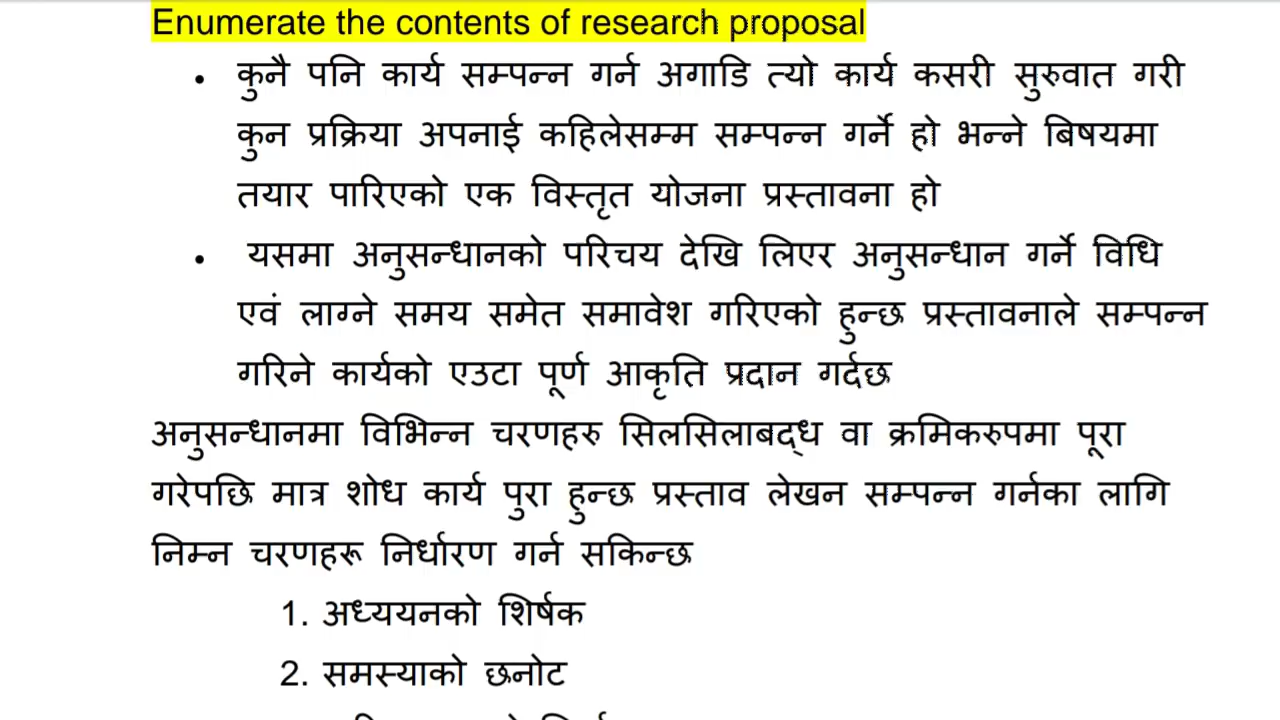 Enumerate the contents of research proposal
• कुनै पनि कार्य सम्पन्न गर्न अगाडि त्यो कार्य कसरी सुरुवात गरी
कुन प्रक्रिया अपनाई कहिलेसम्म सम्पन्न गर्ने हो भन्ने बिषयमा
तयार पारिएको एक विस्तृत योजना प्रस्तावना हो
• यसमा अनुसन्धानको परिचय देखि लिएर अनुसन्धान गर्ने विधि
एवं लाग्ने समय समेत समावेश गरिएको हुन्छ प्रस्तावनाले सम्पन्न
गरिने कार्यको एउटा पूर्ण आकृति प्रदान गर्दछ
अनुसन्धानमा विभिन्न चरणहरु सिलसिलाबद्ध वा क्रमिकरुपमा पूरा
गरेपछि मात्र शोध कार्य पुरा हुन्छ प्रस्ताव लेखन सम्पन्न गर्नका लागि
निम्न चरणहरू निर्धारण गर्न सकिन्छ
1. अध्ययनको शिर्षक
2. समस्याको छनोट